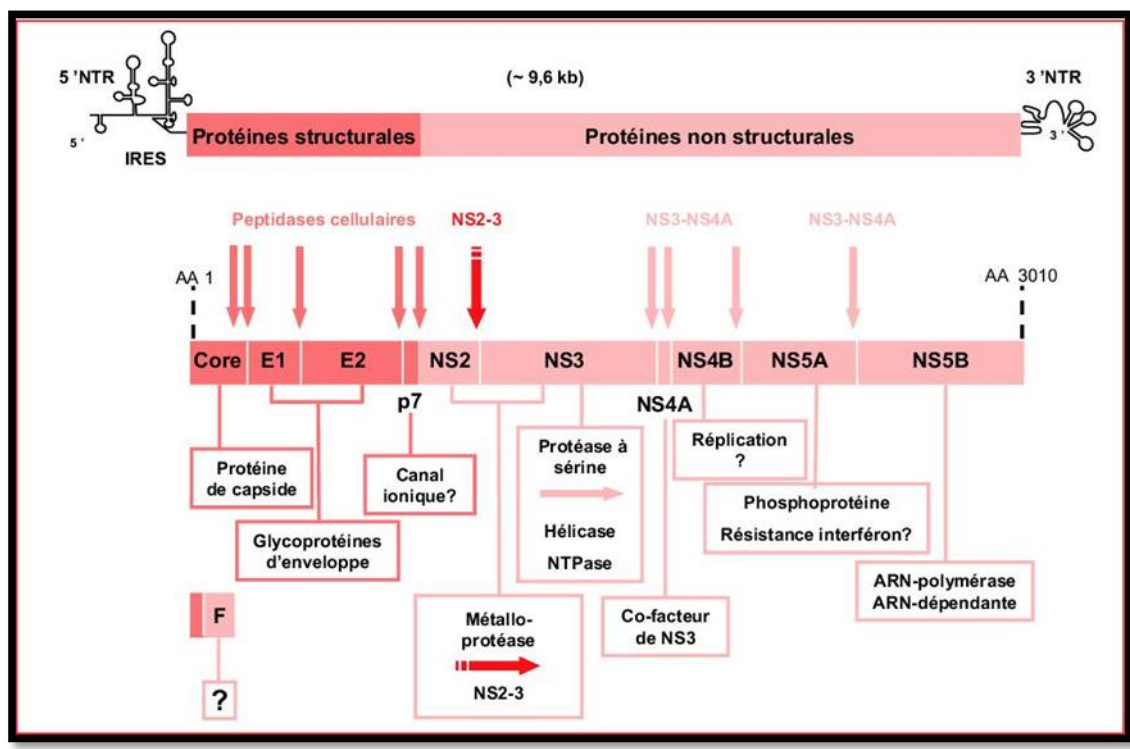 5 ’NTR
(~ 9,6 kb)
3 ’NTR
5 ’
IRES
Protéines structurales
Protéines non structurales
3 ’
Peptidases cellulaires
NS2-3
NS3-NS4A
NS3-NS4A
AA 1
AA 3010
Core
E1
E2
NS2
NS3
NS4B
NS5A
NS5B
p7
NS4A
Protéine
de capside
Glycoprotéines
d’enveloppe
Canal
ionique?
Protéase à
sérine
Hélicase
NTPase
Réplication
?
Phosphoprotéine
Résistance interféron?
ARN-polymérase
ARN-dépendante
Métallo-
protéase
NS2-3
Co-facteur
de NS3
F
?